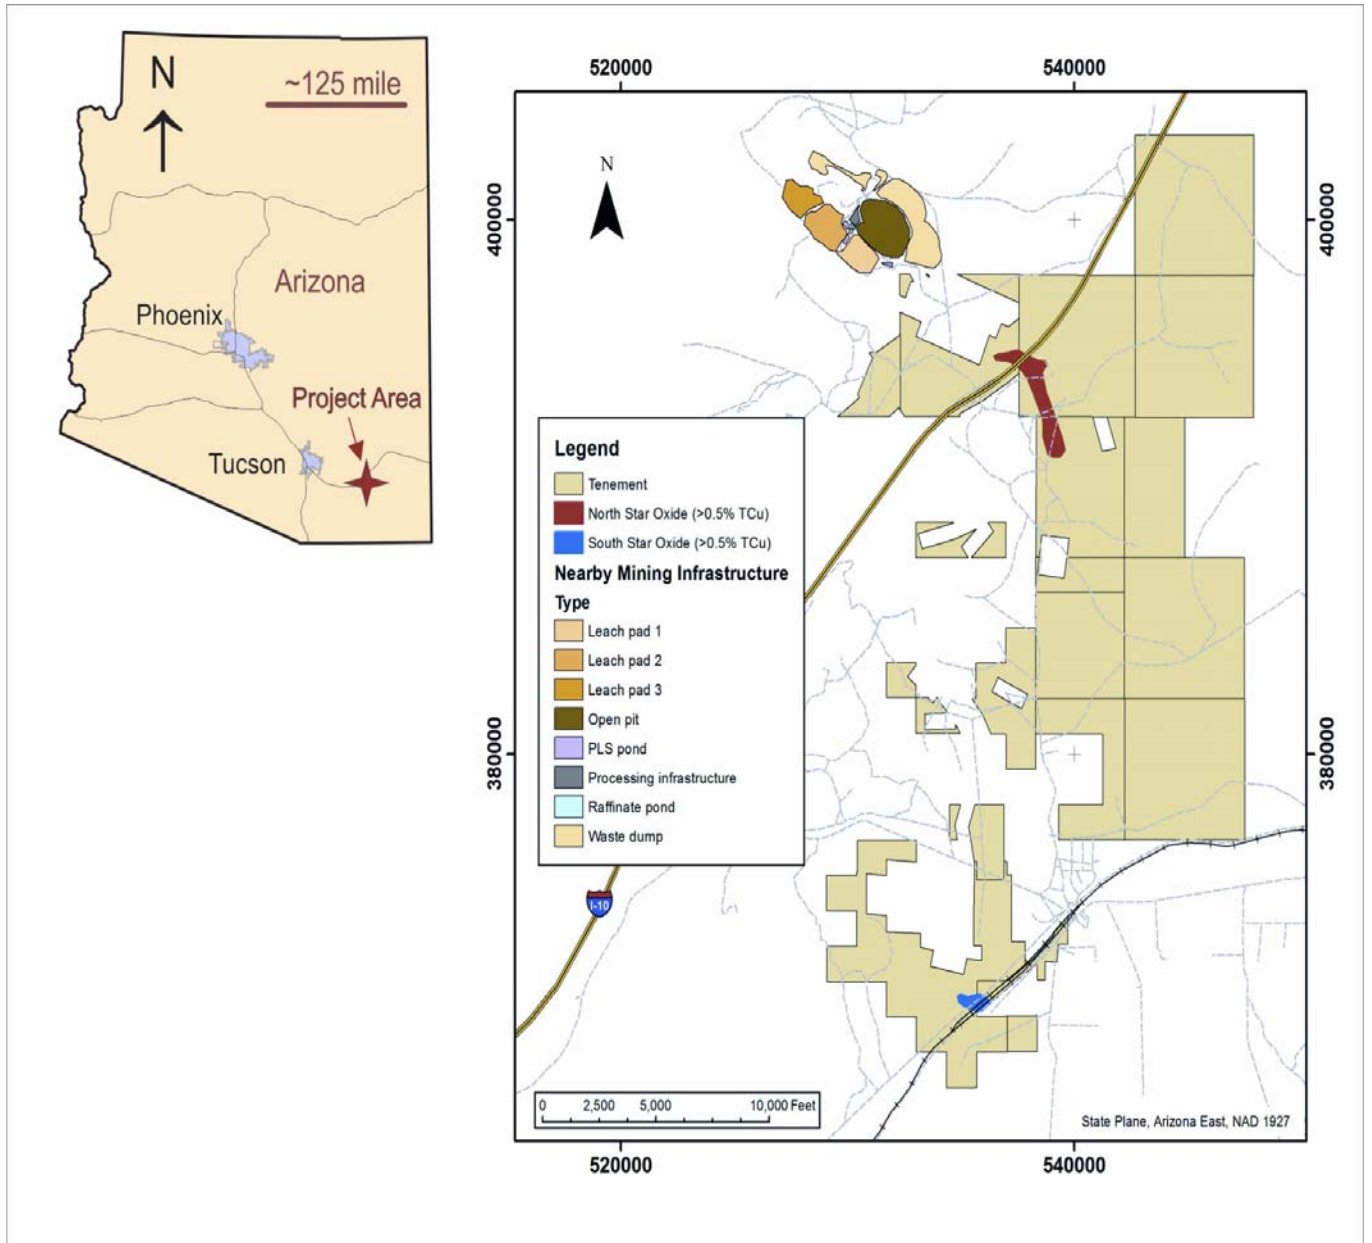 N
~125 mile
Arizona
Phoenix
Project Area
Tucson
520000
540000
N
400000
400000
Legend
Tenement
North Star Oxide (>0.5% TCu)
South Star Oxide (>0.5% TCu)
Nearby Mining Infrastructure
Type
Leach pad 1
Leach pad 2
Leach pad 3
Open pit
PLS pond
Processing infrastructure
Raffinate pond
Waste dump
380000
380000
I-10
0 2,500 5,000 10,000 Feet
State Plane, Arizona East, NAD 1927
520000
540000